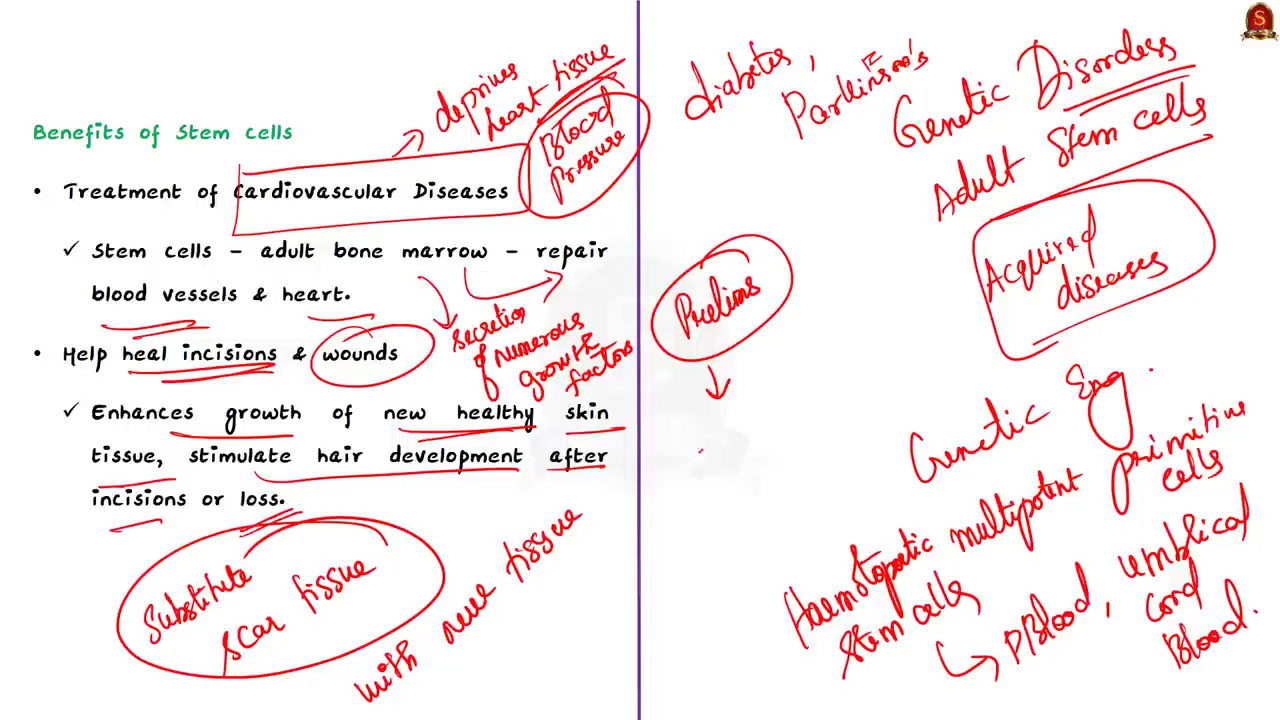 Benefits of Stem cells
deprives
heart tissue
Blood
Pressure
• Treatment of Cardiovascular Diseases
✓ Stem cells – adult bone marrow – repair
blood vessels & heart.
secretion
of numerous
growth
factors
• Help heal incisions & wounds
✓ Enhances growth of new healthy skin
tissue, stimulate hair development after
incisions or loss.
Substitute
scar tissue
with new tissue
diabetes,
Parkinson's
Genetic Disorders
Adult Stem cells
Acquired
diseases
Prelims
Genetic Eng.
Haemtopoetic multipotent primitive
stem cells
cells
Blood, umblical
cord
Blood.
S